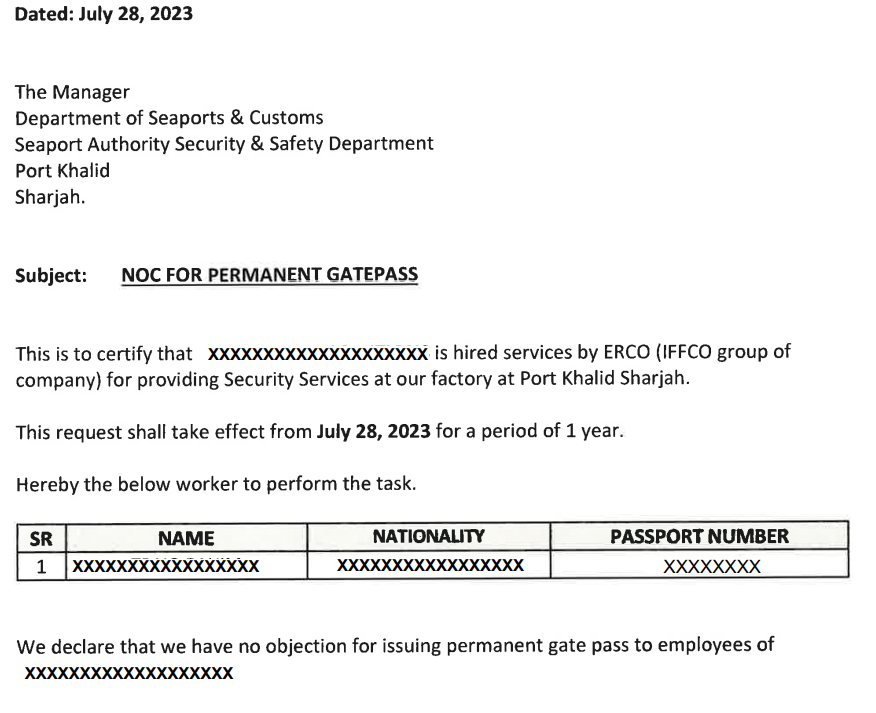 Dated: July 28, 2023
The Manager
Department of Seaports & Customs
Seaport Authority Security & Safety Department
Port Khalid
Sharjah.
Subject: NOC FOR PERMANENT GATEPASS
This is to certify that XXXXXXXXXXXXXXXXXXXX is hired services by ERCO (IFFCO group of
company) for providing Security Services at our factory at Port Khalid Sharjah.
This request shall take effect from July 28, 2023 for a period of 1 year.
Hereby the below worker to perform the task.
SR NAME NATIONALITY PASSPORT NUMBER
1 XXXXXXXXXXXXXXXXX XXXXXXXXXXXXXXXXX XXXXXXXX
We declare that we have no objection for issuing permanent gate pass to employees of
XXXXXXXXXXXXXXXXXXX